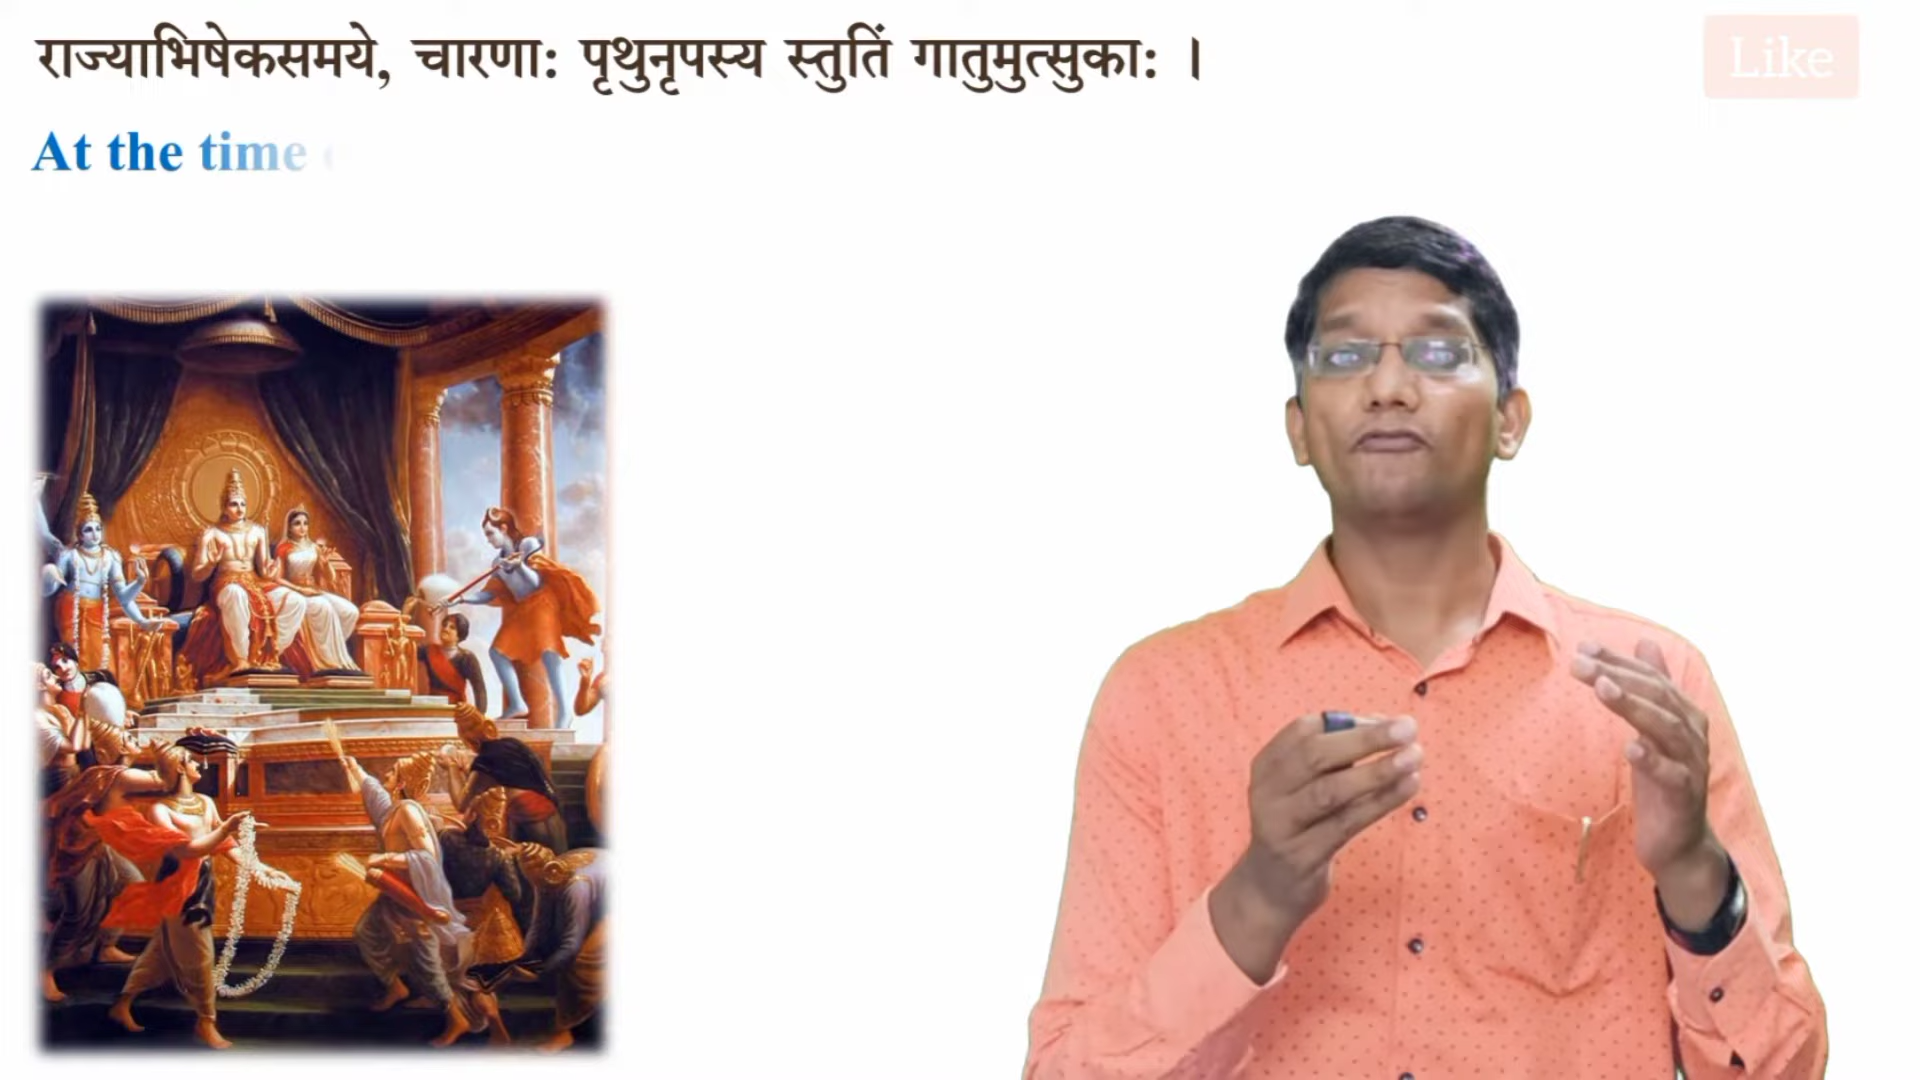 राज्याभिषेकसमये, चारणाः पृथुनृपस्य स्तुतिं गातुमुत्सुकाः ।
Like
At the time